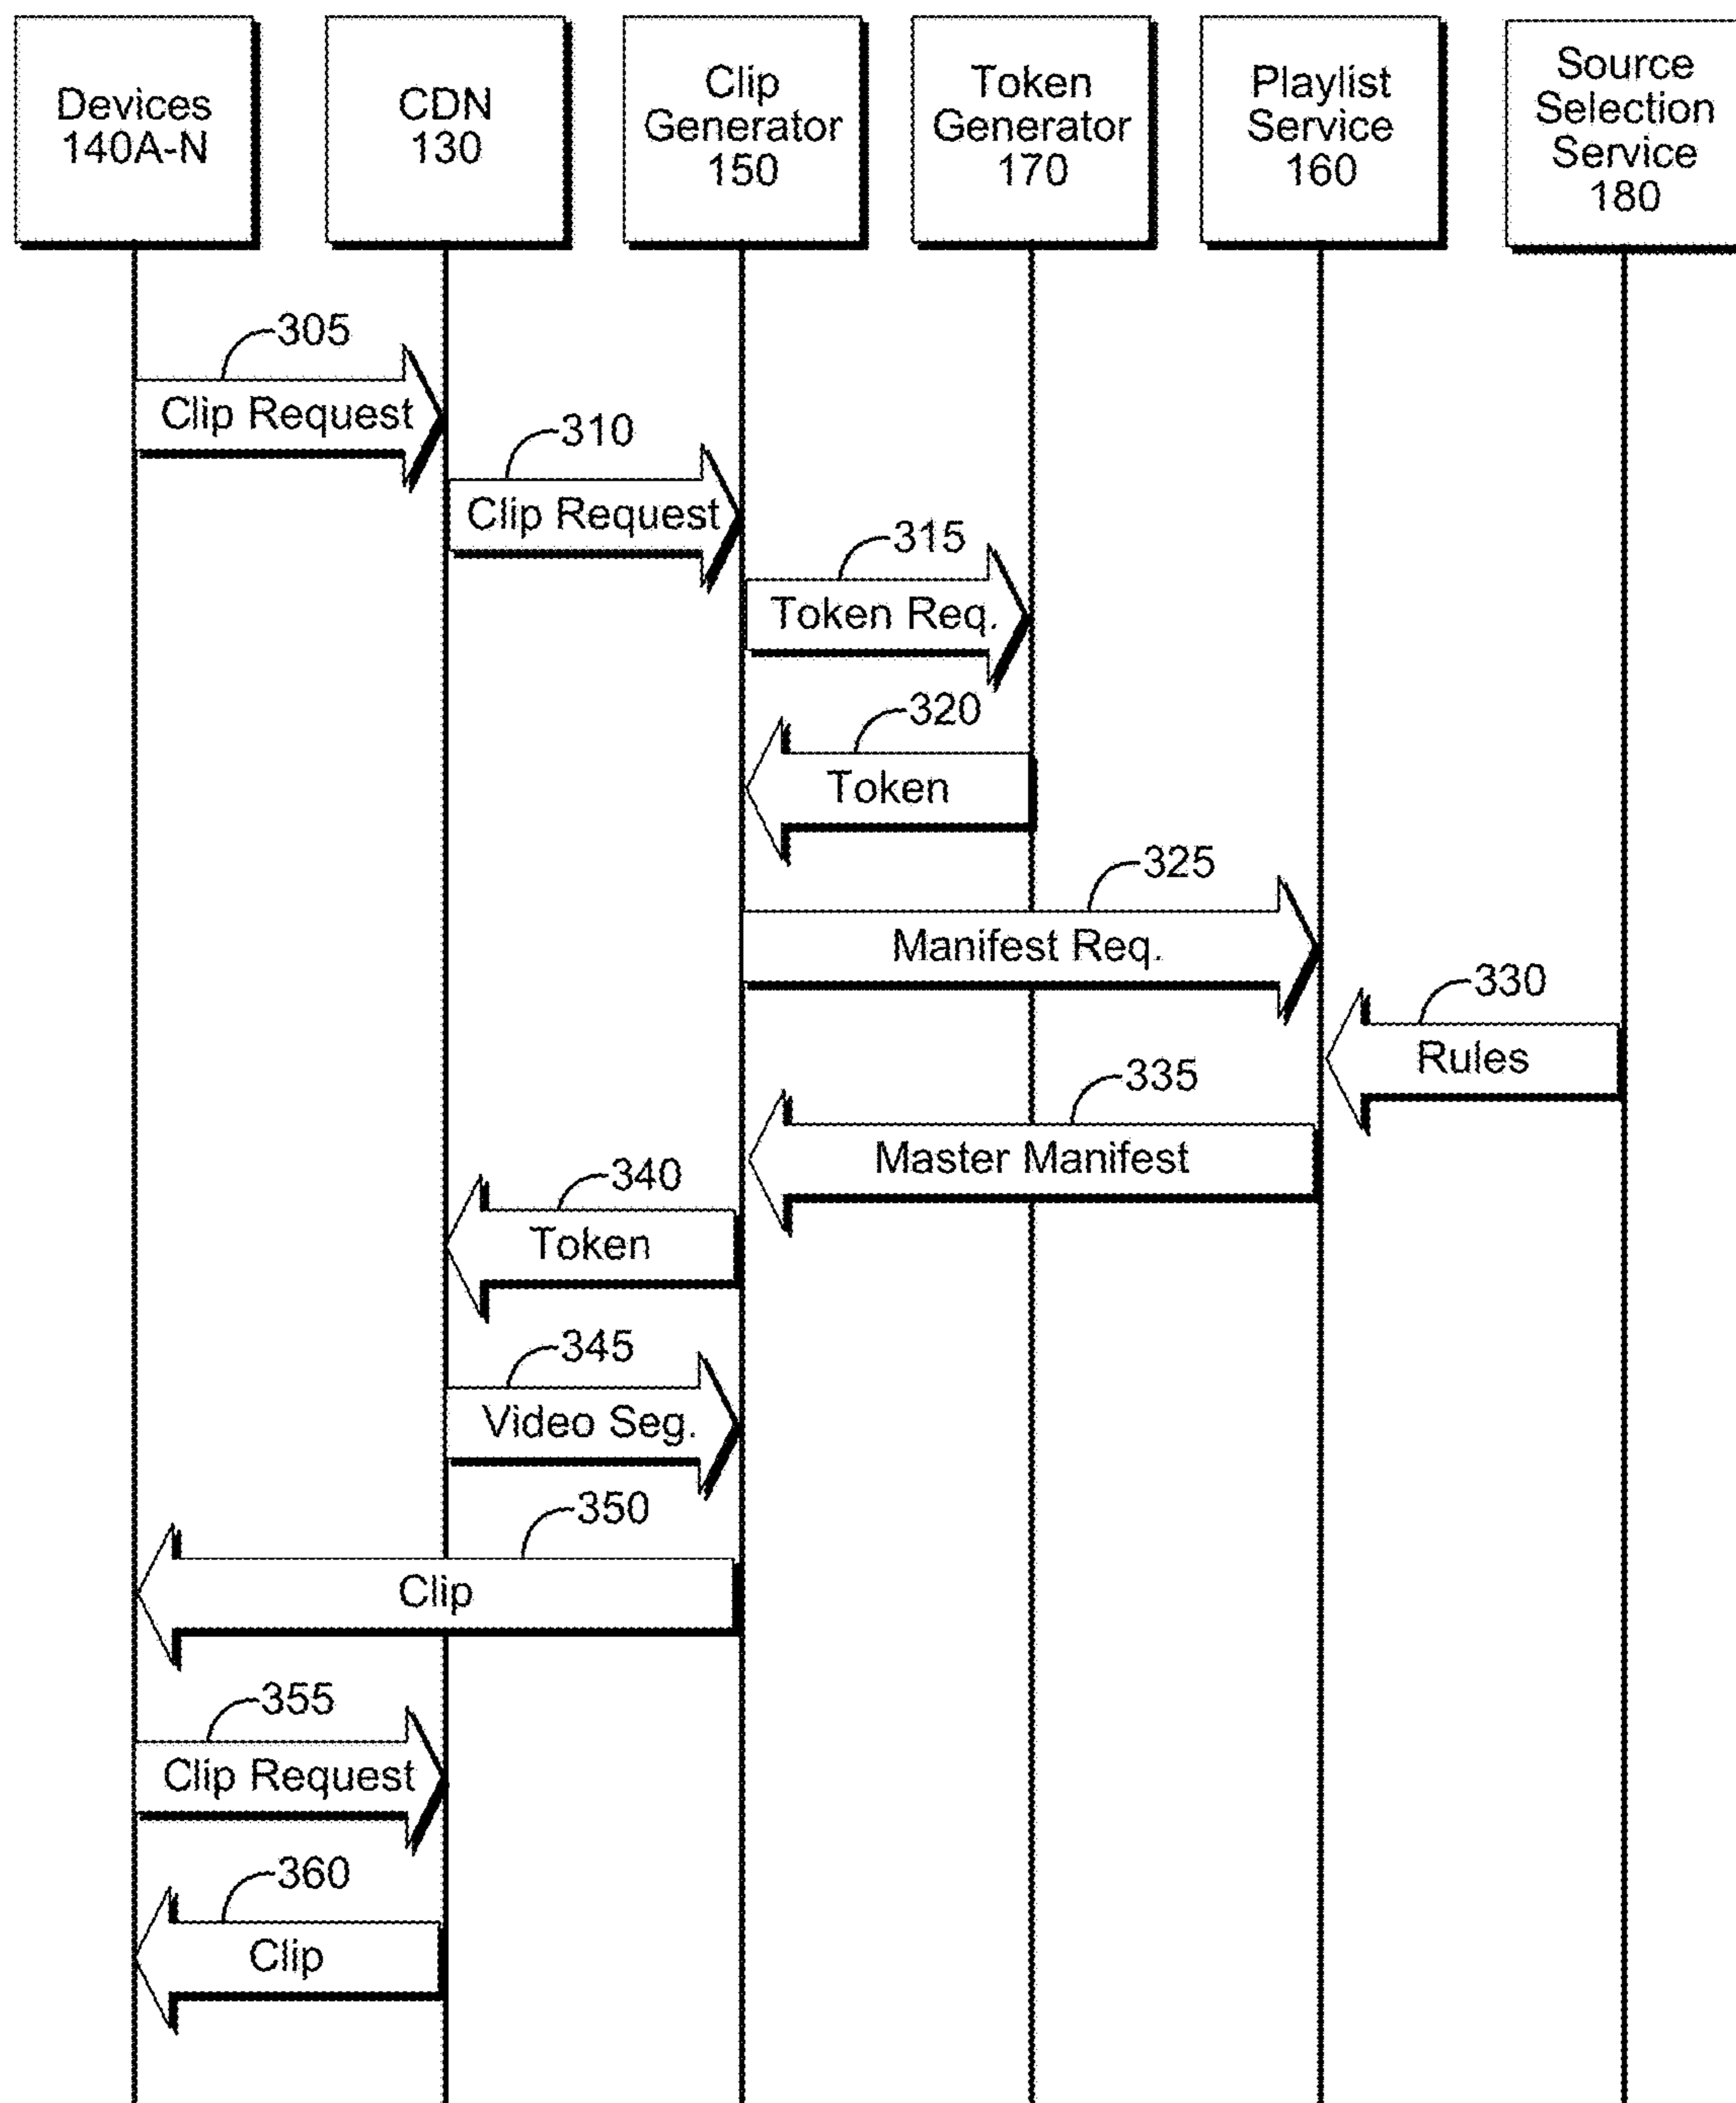 Devices
140A-N
CDN
130
Clip
Generator
150
Token
Generator
170
Playlist
Service
160
Source
Selection
Service
180
305
Clip Request
310
Clip Request
315
Token Req.
320
Token
325
Manifest Req.
330
Rules
335
Master Manifest
340
Token
345
Video Seg.
350
Clip
355
Clip Request
360
Clip